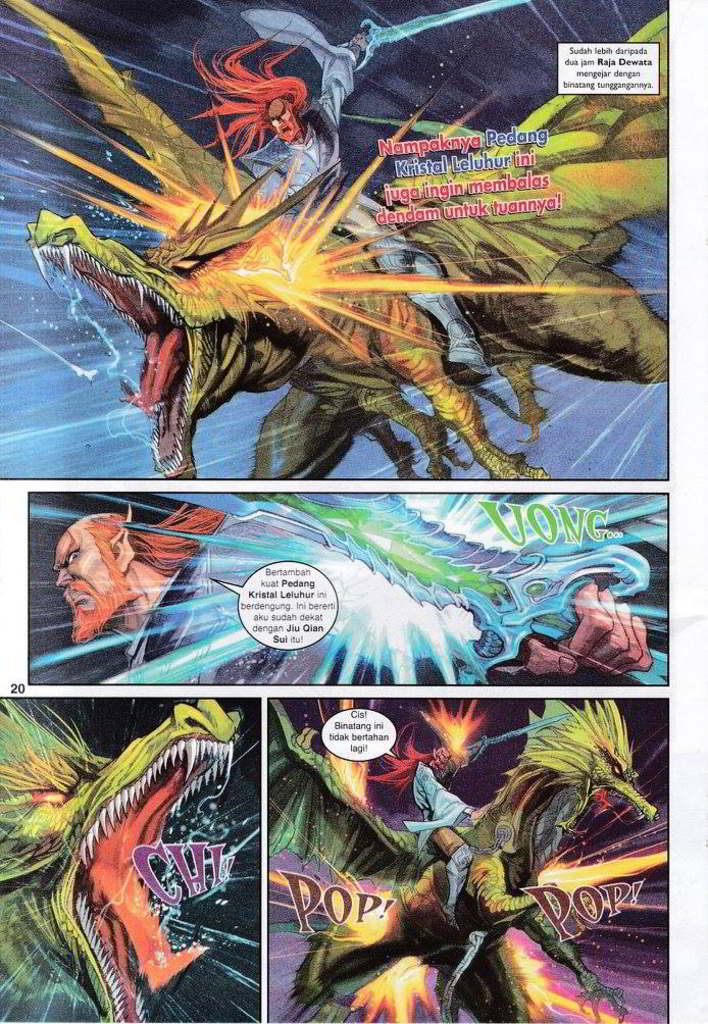 Sudah lebih daripada
dua jam Raja Dewata
mengejar dengan
binatang tunggangannya.
Nampaknya Pedang
Kristal Leluhur ini
juga ingin membalas
dendam untuk tuannya!
UONG...
Bertambah
kuat Pedang
Kristal Leluhur ini
berdengung. Ini bererti
aku sudah dekat
dengan Jiu Qian
Sui itu!
20
CHI!
Cis!
Binatang ini
tidak bertahan
lagi!
POP!
POP!